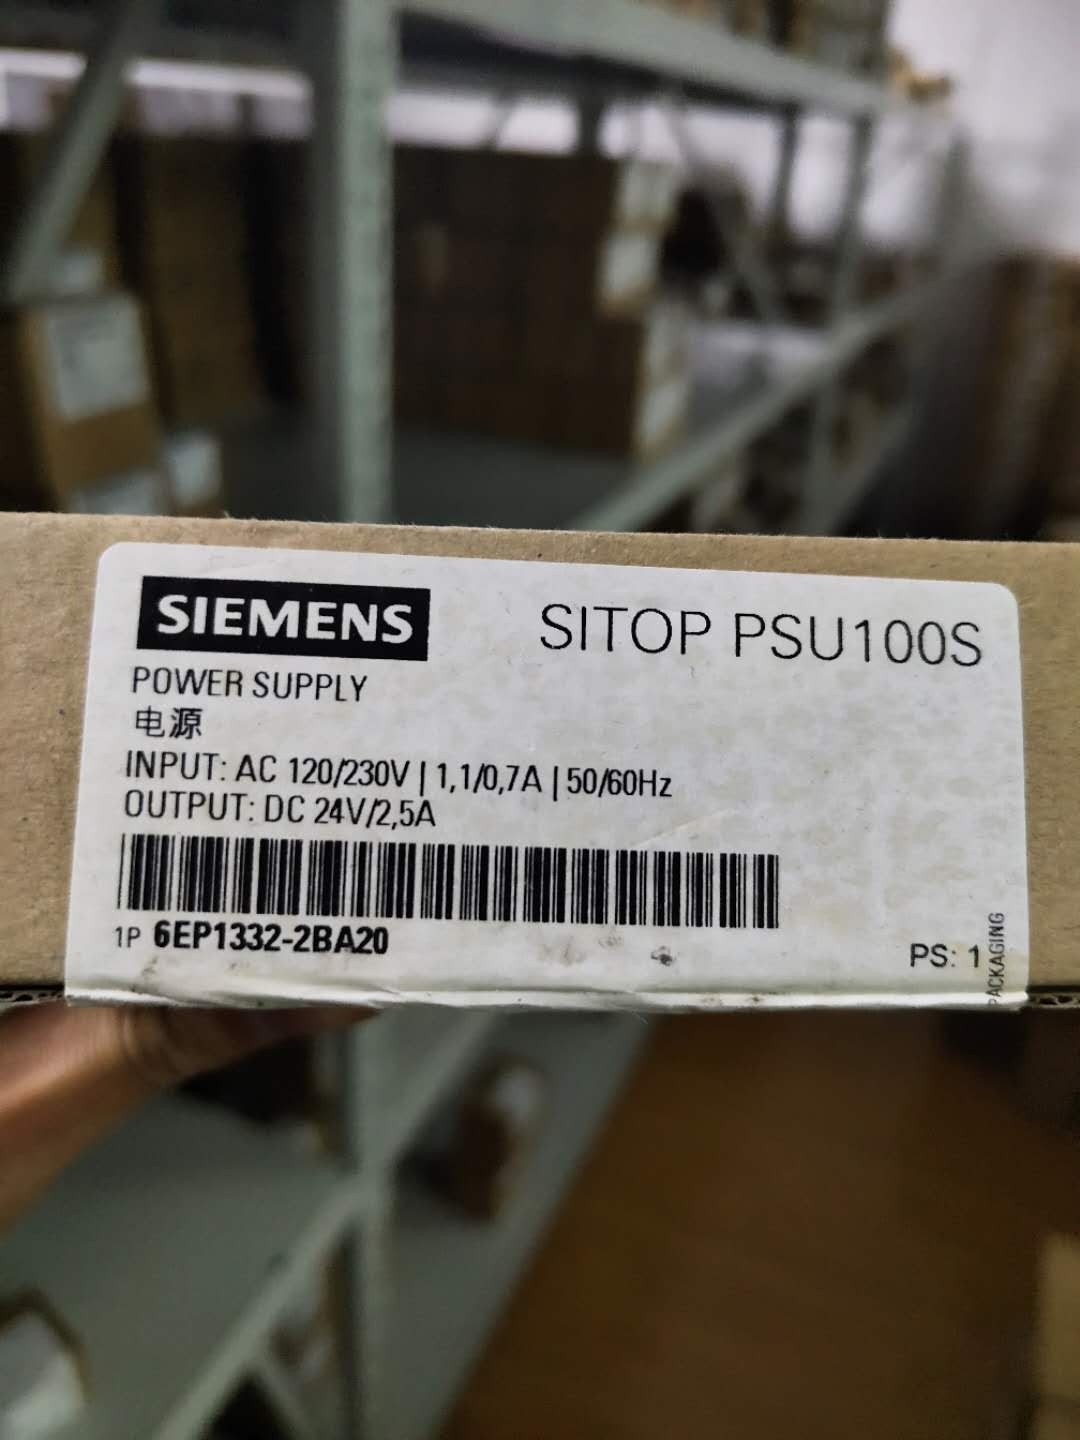 SIEMENS
SITOP PSU100S
POWER SUPPLY
电源
INPUT: AC 120/230V | 1,1/0,7A | 50/60Hz
OUTPUT: DC 24V/2,5A
1P 6EP1332-2BA20
PS: 1
PACKAGING